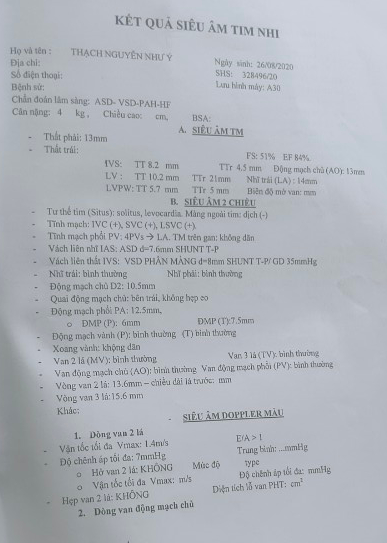 KẾT QUẢ SIÊU ÂM TIM NHI
Họ và tên : THẠCH NGUYÊN NHƯ Ý Ngày sinh: 26/08/2020
Địa chỉ: SHS: 328496/20
Số điện thoại: Lưu hình máy: A30
Bệnh sử:
Chẩn đoán lâm sàng: ASD- VSD-PAH-HF
Cân nặng: 4 kg, Chiều cao: cm, BSA:
A. SIÊU ÂM TM
- Thất phải: 13mm
- Thất trái: FS: 51% EF 84%
IVS: TT 8.2 mm TTr 4.5 mm Động mạch chủ (AO): 13mm
LV : TT 10.2 mm TTr 21mm Nhĩ trái (LA) : 14mm
LVPW: TT 5.7 mm TTr 5 mm Biên độ mở van: mm
B. SIÊU ÂM 2 CHIỀU
- Tư thế tim (Situs): solitus, levocardia. Màng ngoài tim: dịch (-)
- Tĩnh mạch: IVC (+), SVC (+), LSVC (+).
- Tĩnh mạch phổi PV: 4PVs → LA. TM trên gan: không dãn
- Vách liên nhĩ IAS: ASD d=7.6mm SHUNT T-P
- Vách liên thất IVS: VSD PHẦN MÀNG d=8mm SHUNT T-P/ GD 35mmHg
- Nhĩ trái: bình thường Nhĩ phải: bình thường
- Động mạch chủ D2: 10.5mm
- Quai động mạch chủ: bên trái, không hẹp eo
- Động mạch phổi PA: 12.5mm,
o ĐMP (P): 6mm ĐMP (T):7.5mm
- Động mạch vành (P): bình thường (T) bình thường
- Xoang vành: không dãn
- Van 2 lá (MV): bình thường Van 3 lá (TV): bình thường
- Van động mạch chủ (AO): bình thường Van động mạch phổi (PV): bình thường
- Vòng van 2 lá: 13.6mm – chiều dài lá trước: mm
- Vòng van 3 lá:15.6 mm
Khác:
- SIÊU ÂM DOPPLER MÀU
1. Dòng van 2 lá
- Vận tốc tối đa Vmax: 1.4m/s E/A > 1
- Độ chênh áp tối đa: 7mmHg Trung bình: ...mmHg
o Hở van 2 lá: KHÔNG Mức độ type
o Vận tốc tối đa Vmax: m/s Độ chênh áp tối đa: mmHg
- Hẹp van 2 lá: KHÔNG Diện tích lỗ van PHT: cm²
2. Dòng van động mạch chủ